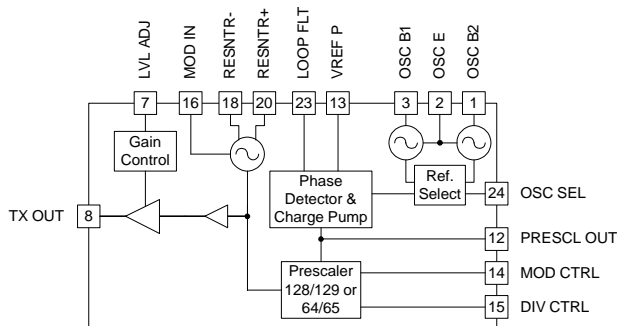 LVL ADJ
MOD IN
RESNTR-
RESNTR+
LOOP FLT
VREF P
OSC B1
OSC E
OSC B2
7
16
18
20
23
13
3
2
1
Gain
Control
Phase
Detector &
Charge Pump
Ref.
Select
24
OSC SEL
TX OUT
8
12
PRESCL OUT
Prescaler
128/129 or
64/65
14
MOD CTRL
15
DIV CTRL